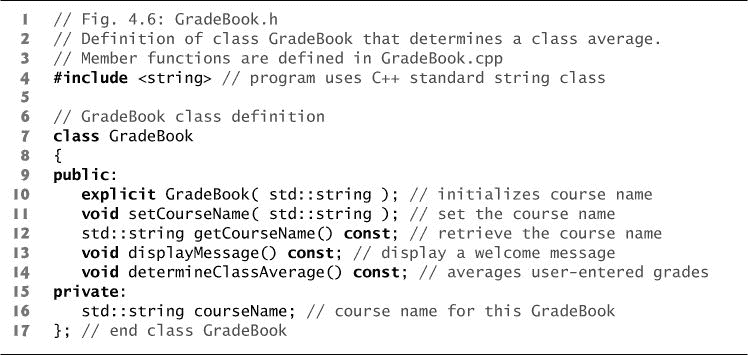 1 // Fig. 4.6: GradeBook.h
2 // Definition of class GradeBook that determines a class average.
3 // Member functions are defined in GradeBook.cpp
4 #include <string> // program uses C++ standard string class
5
6 // GradeBook class definition
7 class GradeBook
8 {
9 public:
10    explicit GradeBook( std::string ); // initializes course name
11    void setCourseName( std::string ); // set the course name
12    std::string getCourseName() const; // retrieve the course name
13    void displayMessage() const; // display a welcome message
14    void determineClassAverage() const; // averages user-entered grades
15 private:
16    std::string courseName; // course name for this GradeBook
17 }; // end class GradeBook